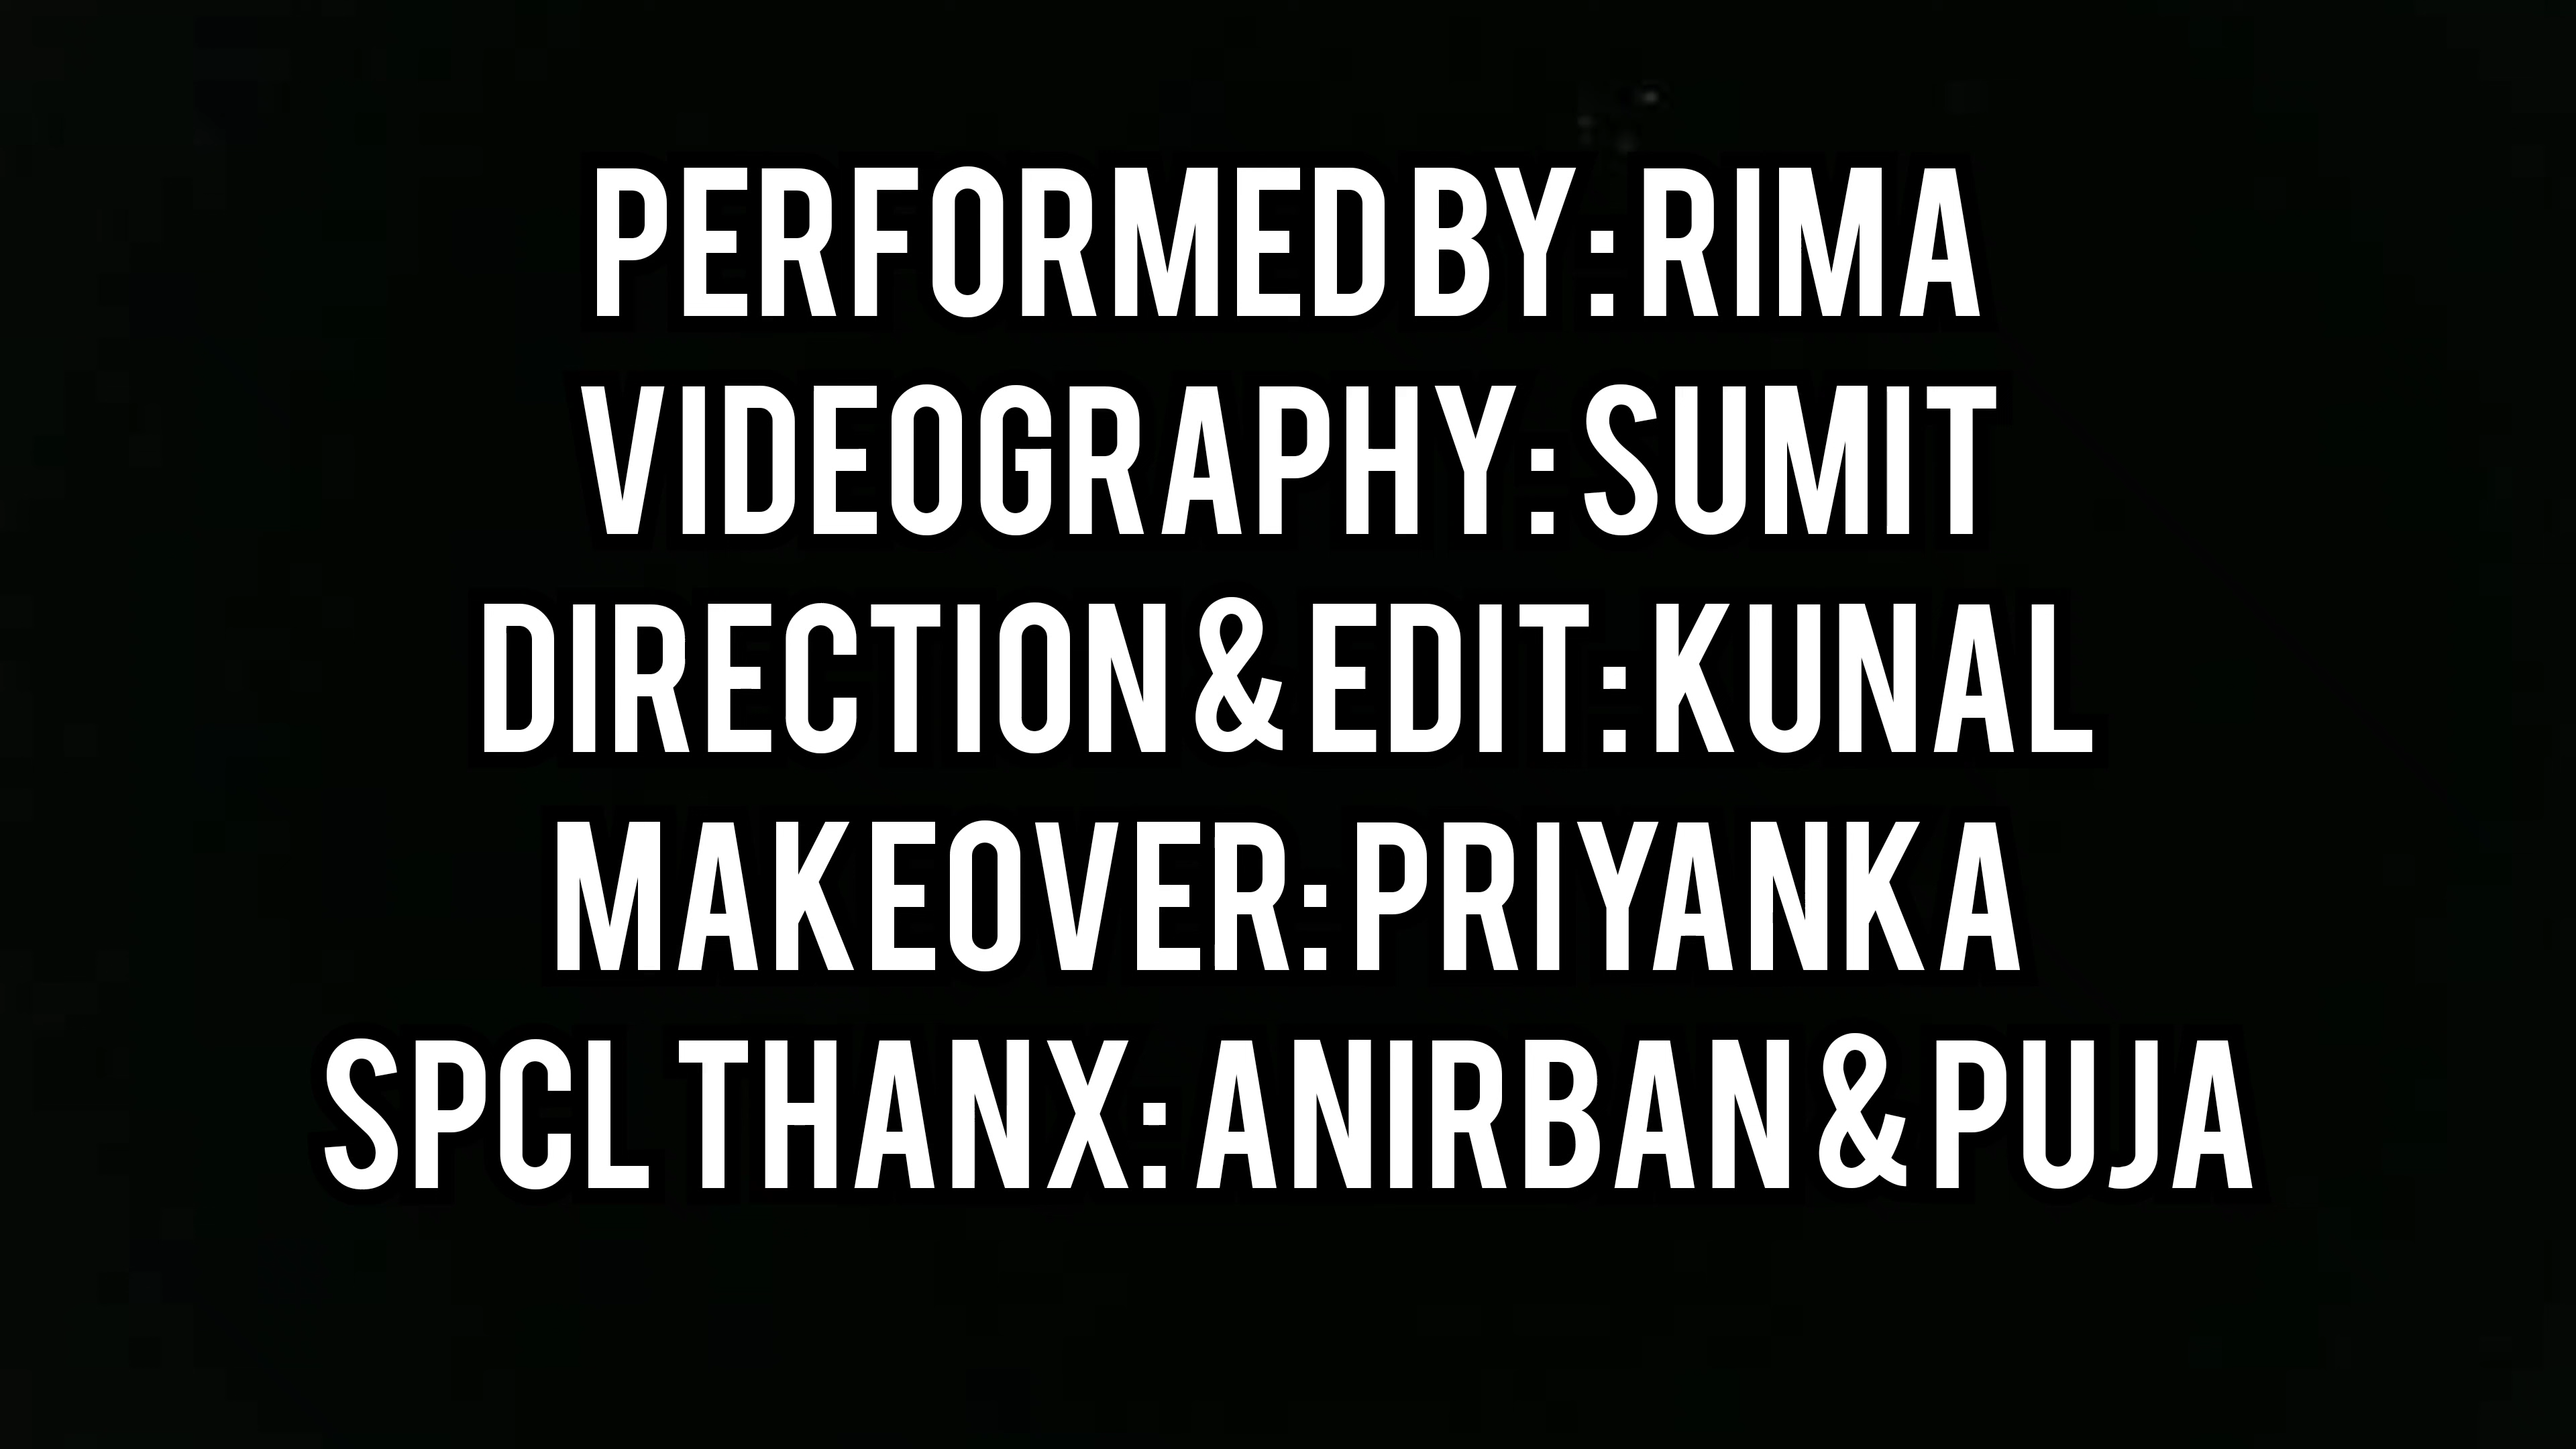 PERFORMED BY : RIMA
VIDEOGRAPHY : SUMIT
DIRECTION & EDIT : KUNAL
MAKEOVER : PRIYANKA
SPCL THANX : ANIRBAN & PUJA